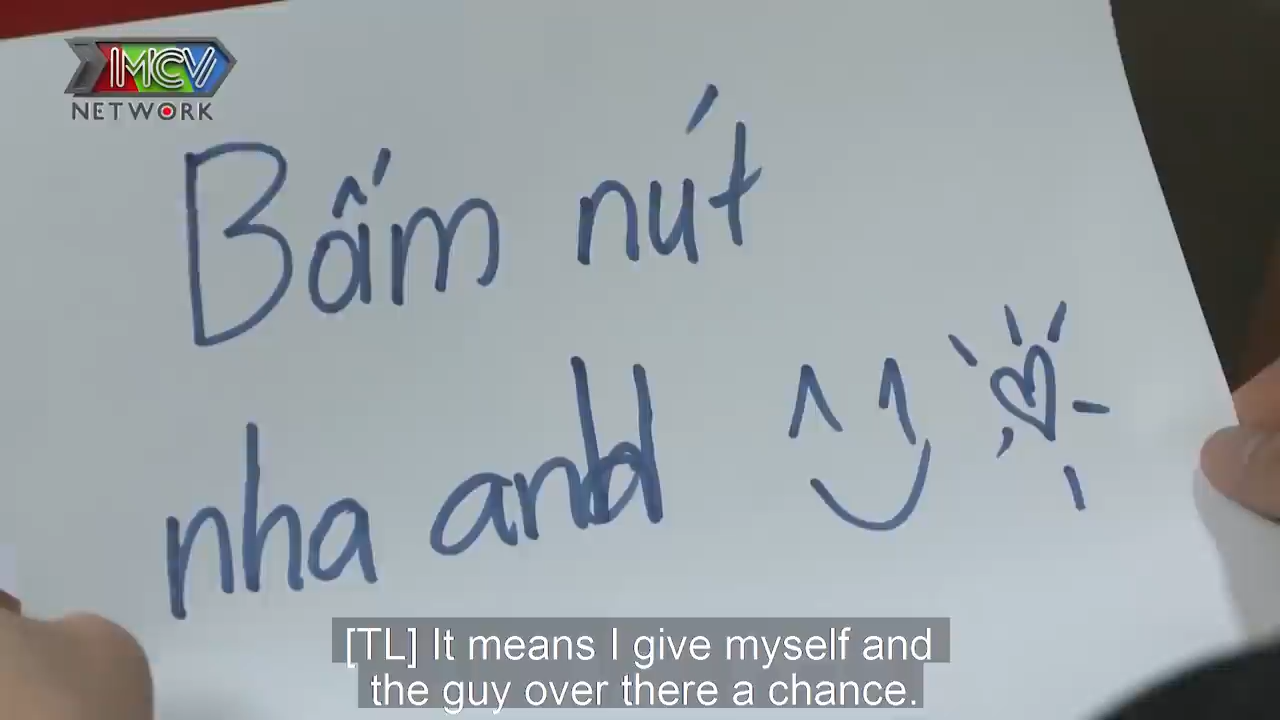 MCV
NETWORK
Bấm nút
nha anh
[TL] It means I give myself and
the guy over there a chance.